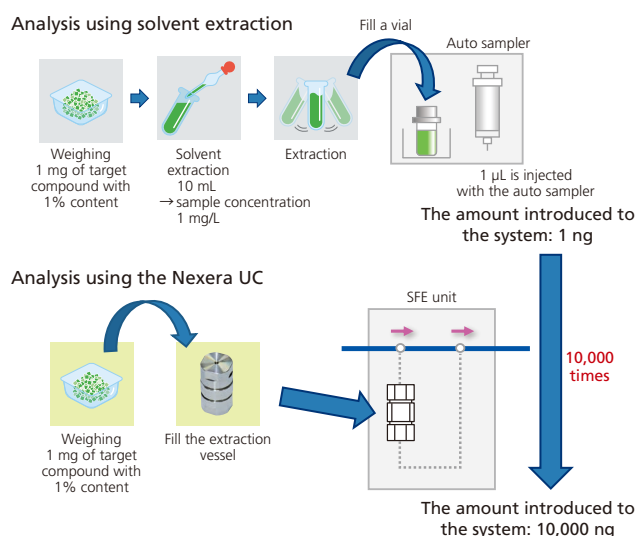 Analysis using solvent extraction
Fill a vial
Auto sampler
Weighing
1 mg of target
compound with
1% content
Solvent
extraction
10 mL
→ sample concentration
1 mg/L
Extraction
1 µL is injected
with the auto sampler
The amount introduced to
the system: 1 ng
Analysis using the Nexera UC
SFE unit
10,000
times
Weighing
1 mg of target
compound with
1% content
Fill the extraction
vessel
The amount introduced to
the system: 10,000 ng